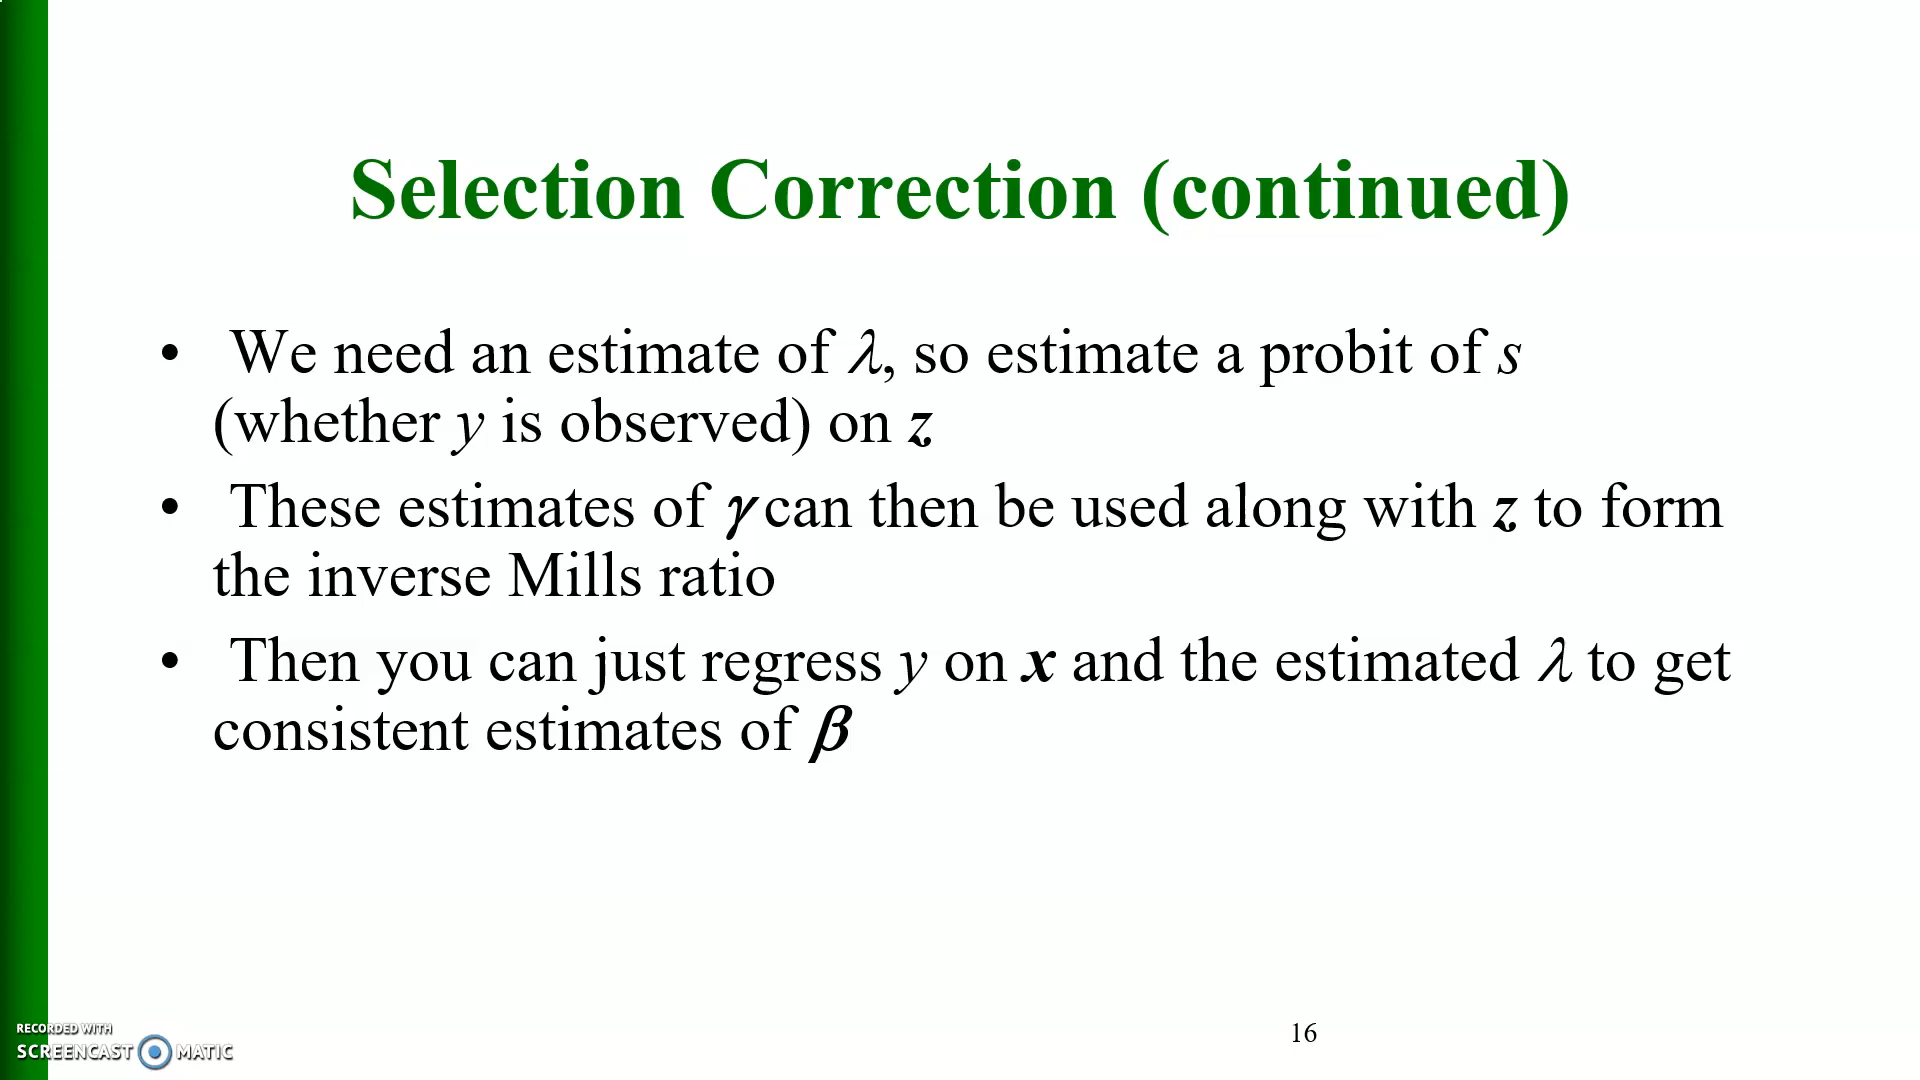 Selection Correction (continued)
• We need an estimate of λ, so estimate a probit of s
(whether y is observed) on z
• These estimates of γ can then be used along with z to form
the inverse Mills ratio
• Then you can just regress y on x and the estimated λ to get
consistent estimates of β
RECORDED WITH
SCREENCAST MATIC
16